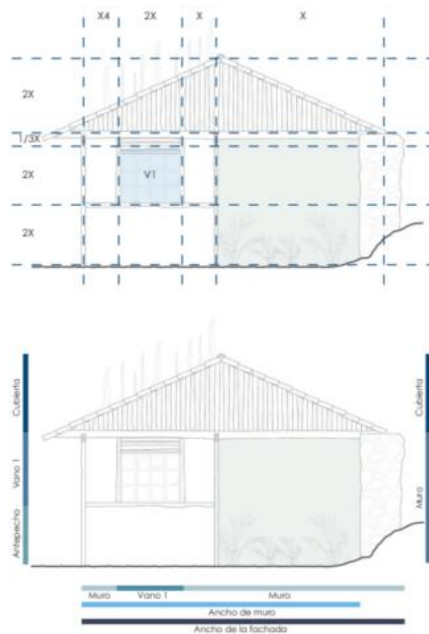 X4 2X X X
2X
1/3X
2X
V1
2X
Cubierta
Vano 1
Antepecho
Cubierta
Muro
Muro Vano 1 Muro
Ancho de muro
Ancho de la fachada